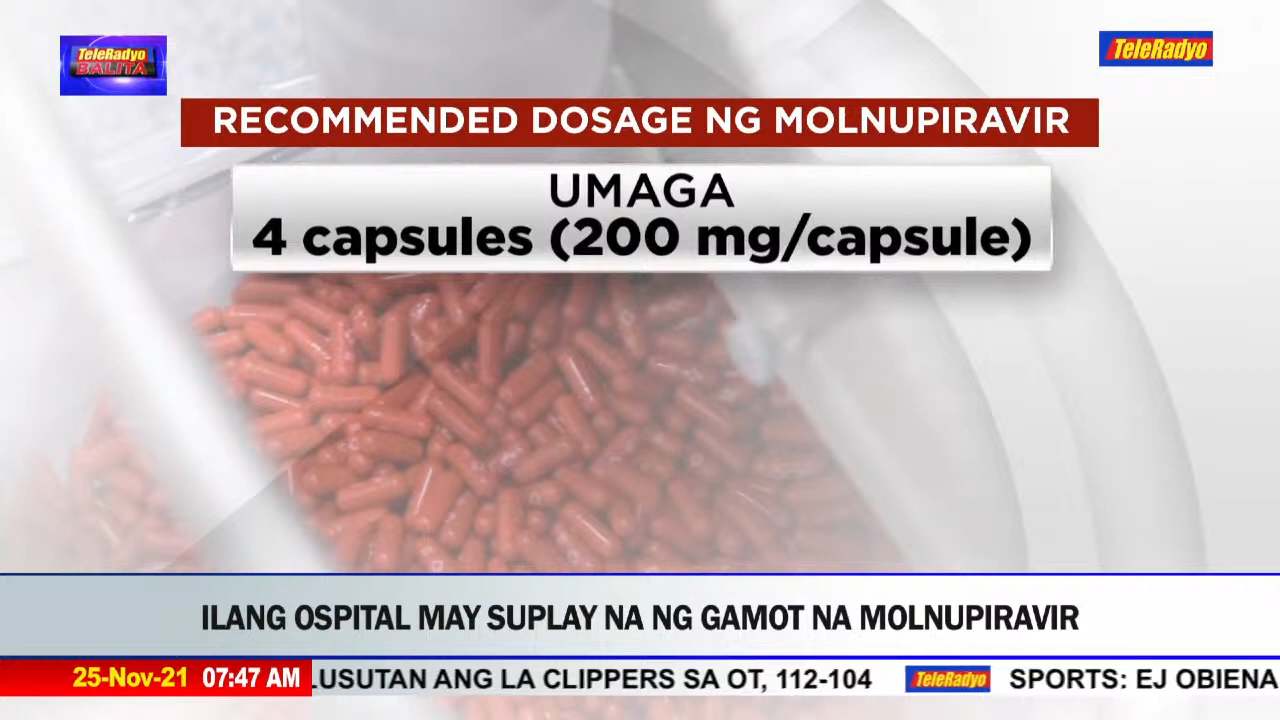 TeleRadyo
BALITA
TeleRadyo
RECOMMENDED DOSAGE NG MOLNUPIRAVIR
UMAGA
4 capsules (200 mg/capsule)
ILANG OSPITAL MAY SUPLAY NA NG GAMOT NA MOLNUPIRAVIR
25-Nov-21 07:47 AM LUSUTAN ANG LA CLIPPERS SA OT, 112-104 TeleRadyo SPORTS: EJ OBIENA